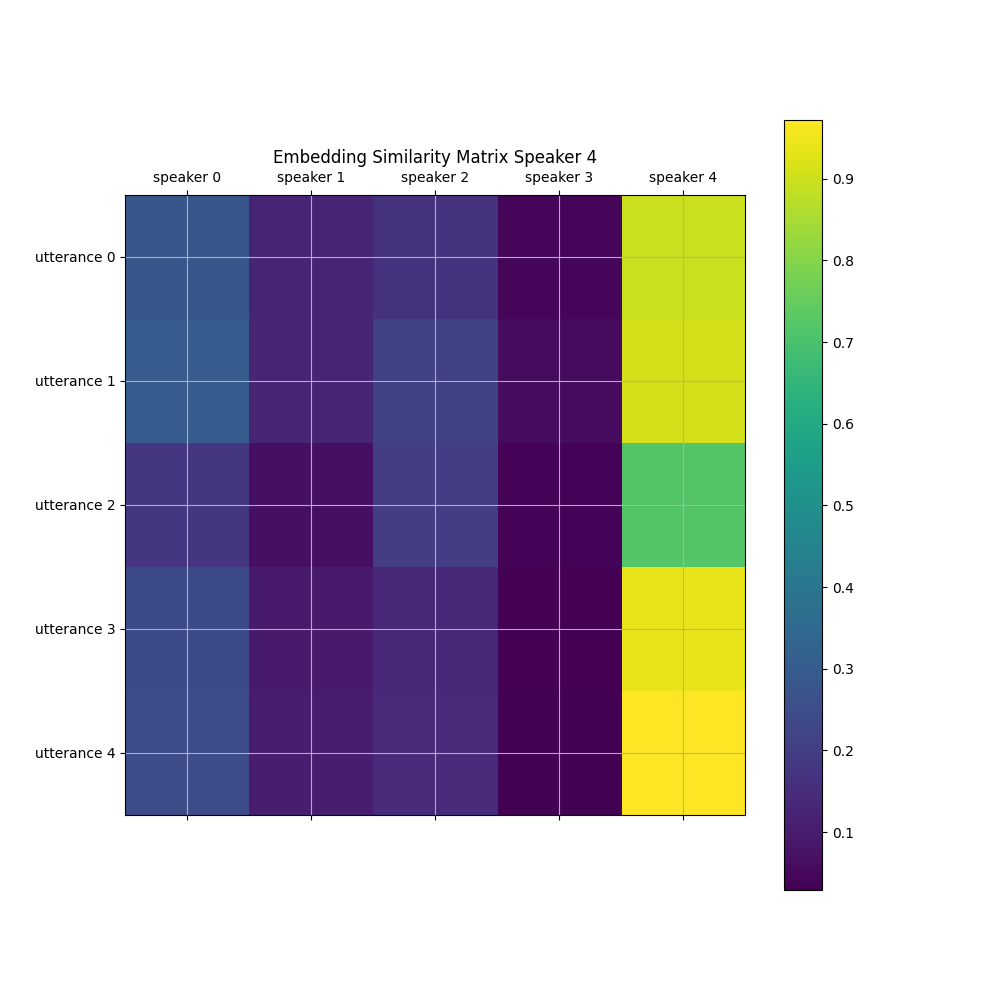 Embedding Similarity Matrix Speaker 4
speaker 0 speaker 1 speaker 2 speaker 3 speaker 4
utterance 0
utterance 1
utterance 2
utterance 3
utterance 4
0.9
0.8
0.7
0.6
0.5
0.4
0.3
0.2
0.1